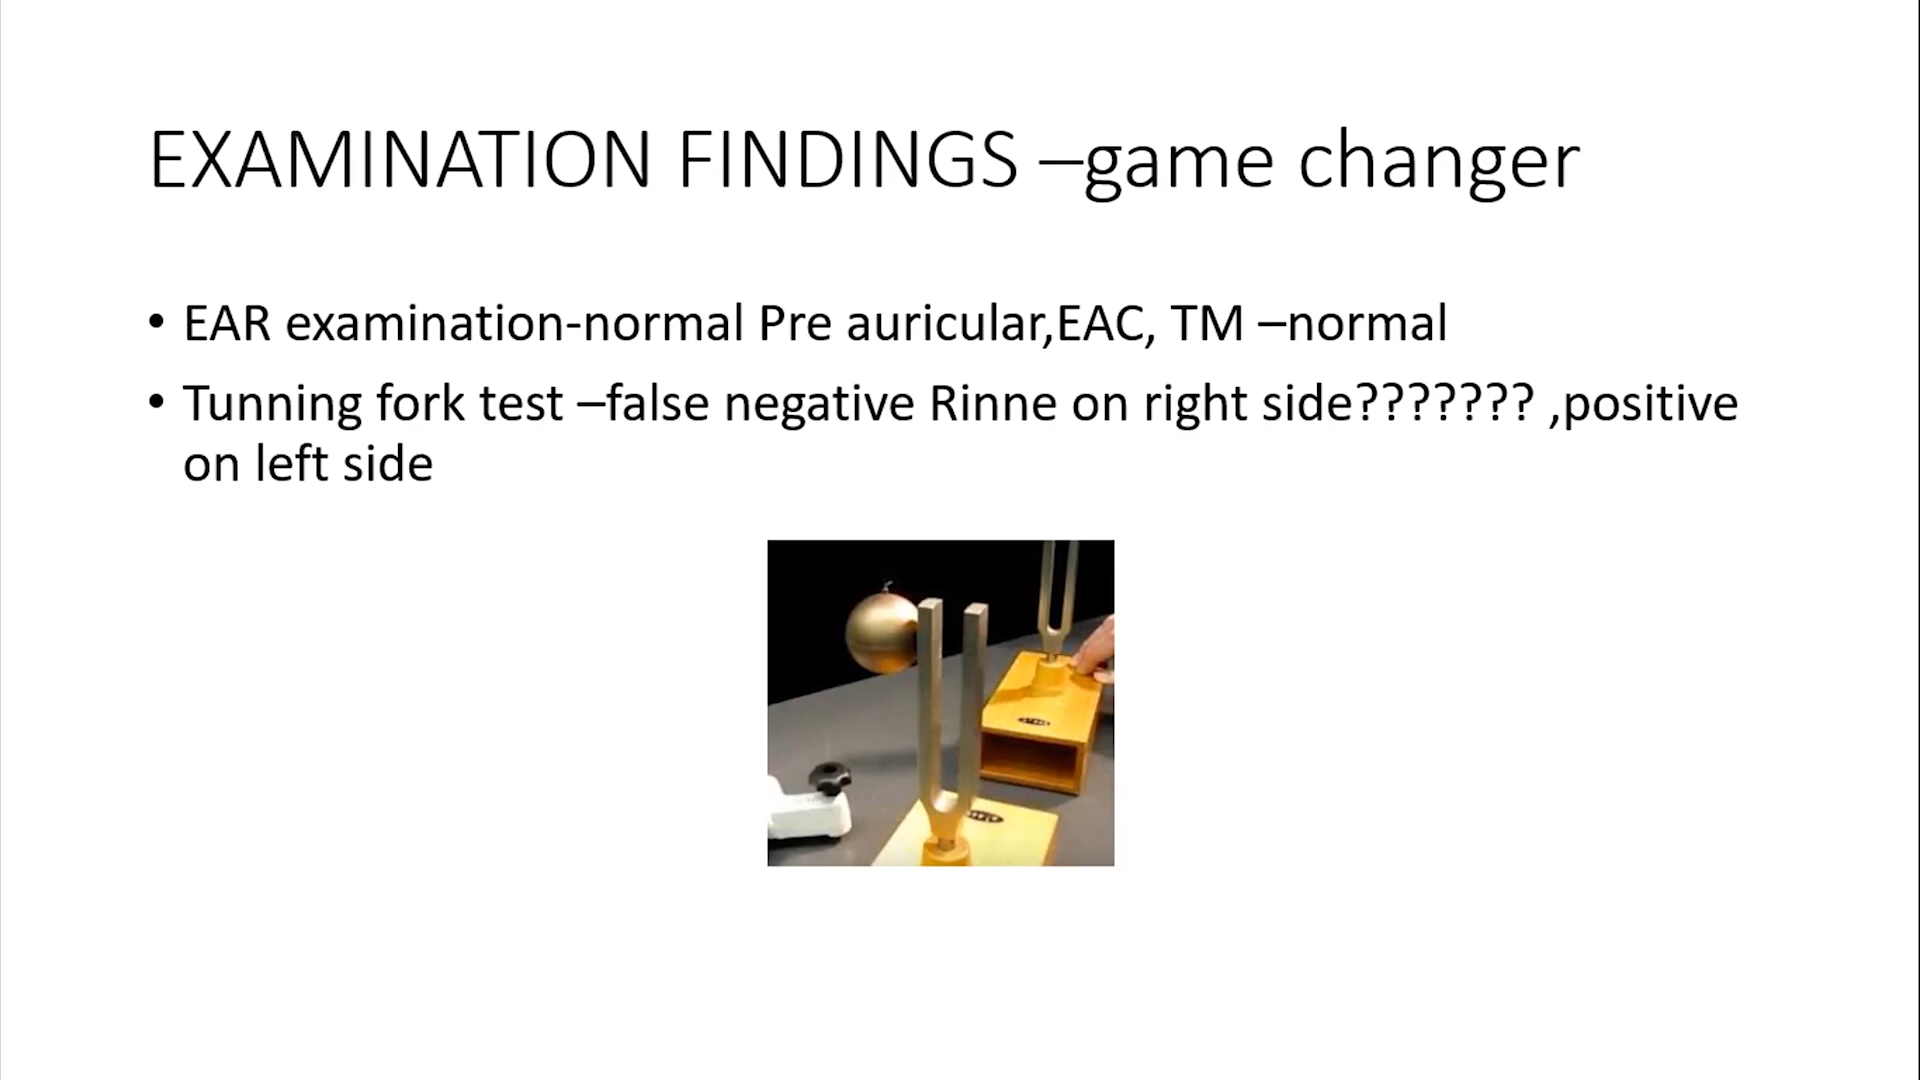 EXAMINATION FINDINGS –game changer
• EAR examination-normal Pre auricular,EAC, TM –normal
• Tunning fork test –false negative Rinne on right side??????? ,positive
on left side